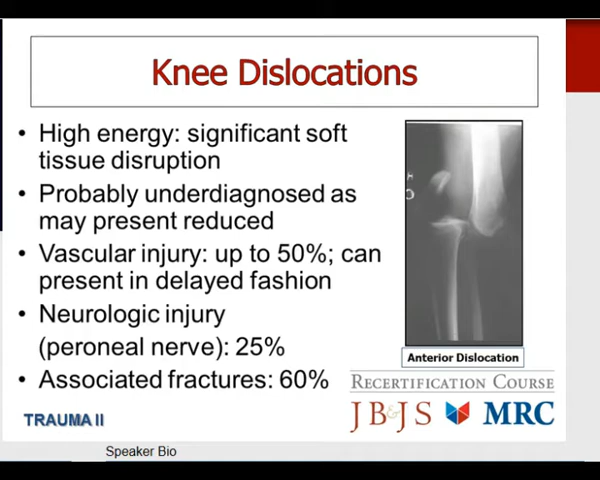 Knee Dislocations
• High energy: significant soft
tissue disruption
• Probably underdiagnosed as
may present reduced
• Vascular injury: up to 50%; can
present in delayed fashion
• Neurologic injury
(peroneal nerve): 25%
• Associated fractures: 60%
Anterior Dislocation
RECERTIFICATION COURSE
JB&JS MRC
TRAUMA II
Speaker Bio